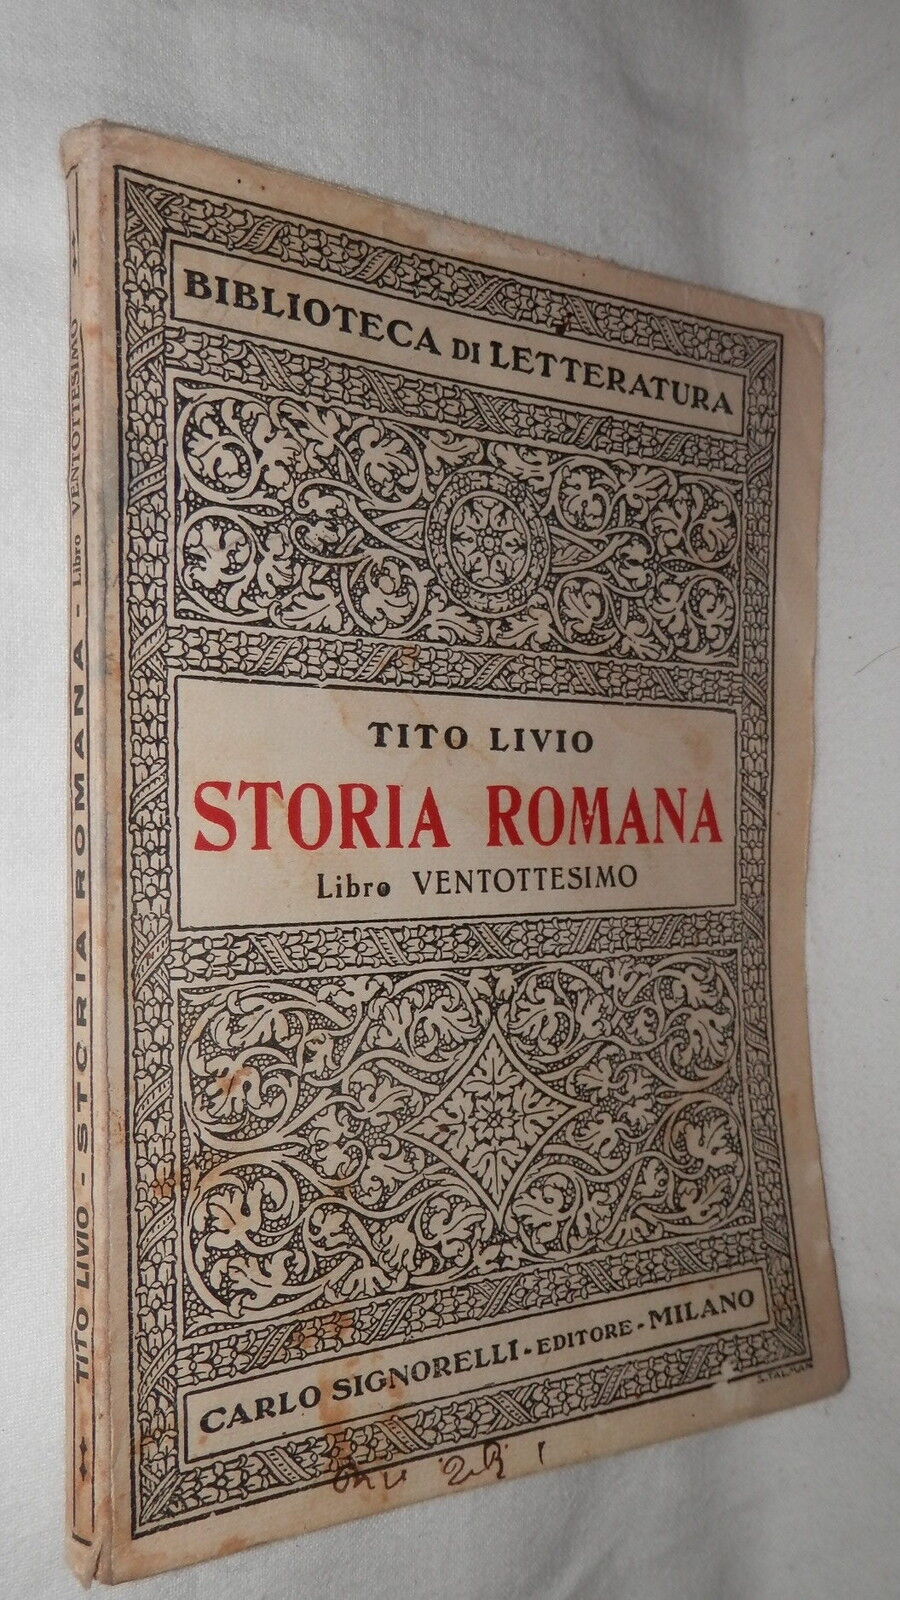 BIBLIOTECA DI LETTERATURA
TITO LIVIO
STORIA ROMANA
Libro VENTOTTESIMO
CARLO SIGNORELLI - EDITORE - MILANO
TITO LIVIO - STORIA ROMANA - Libro VENTOTTESIMO